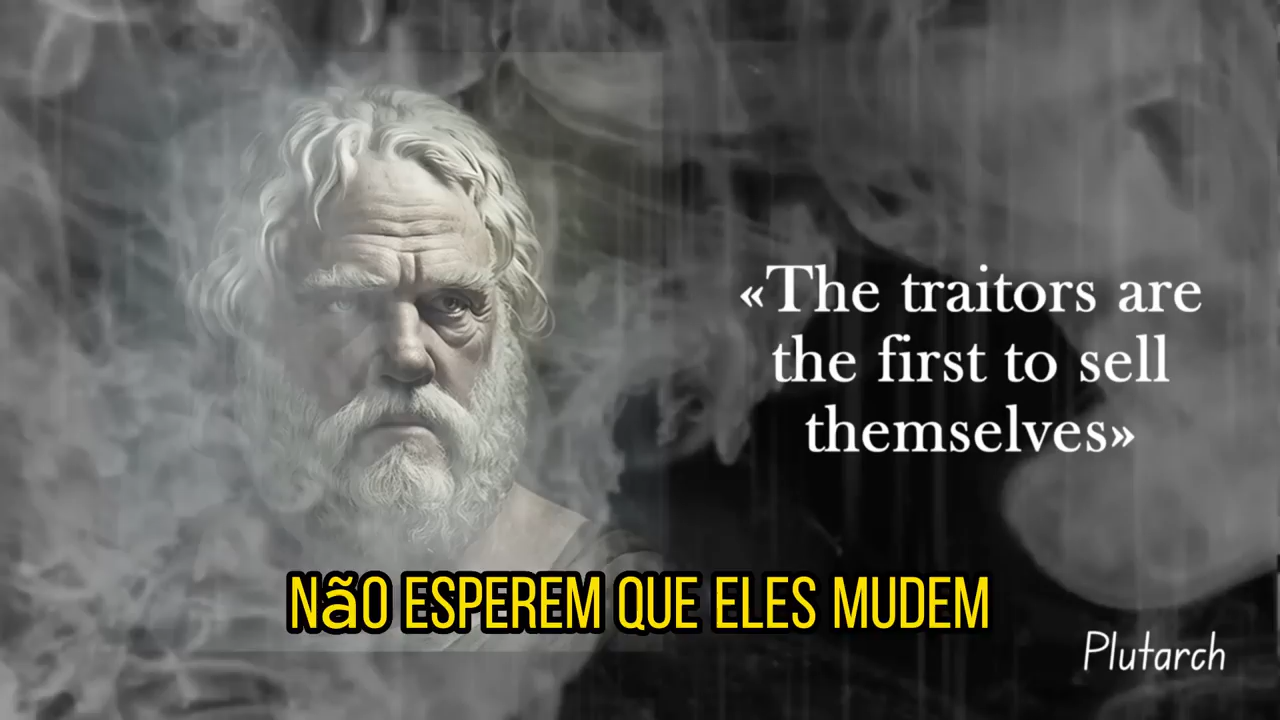 «The traitors are
the first to sell
themselves»
NãO ESPEREM QUE ELES MUDEM
Plutarch